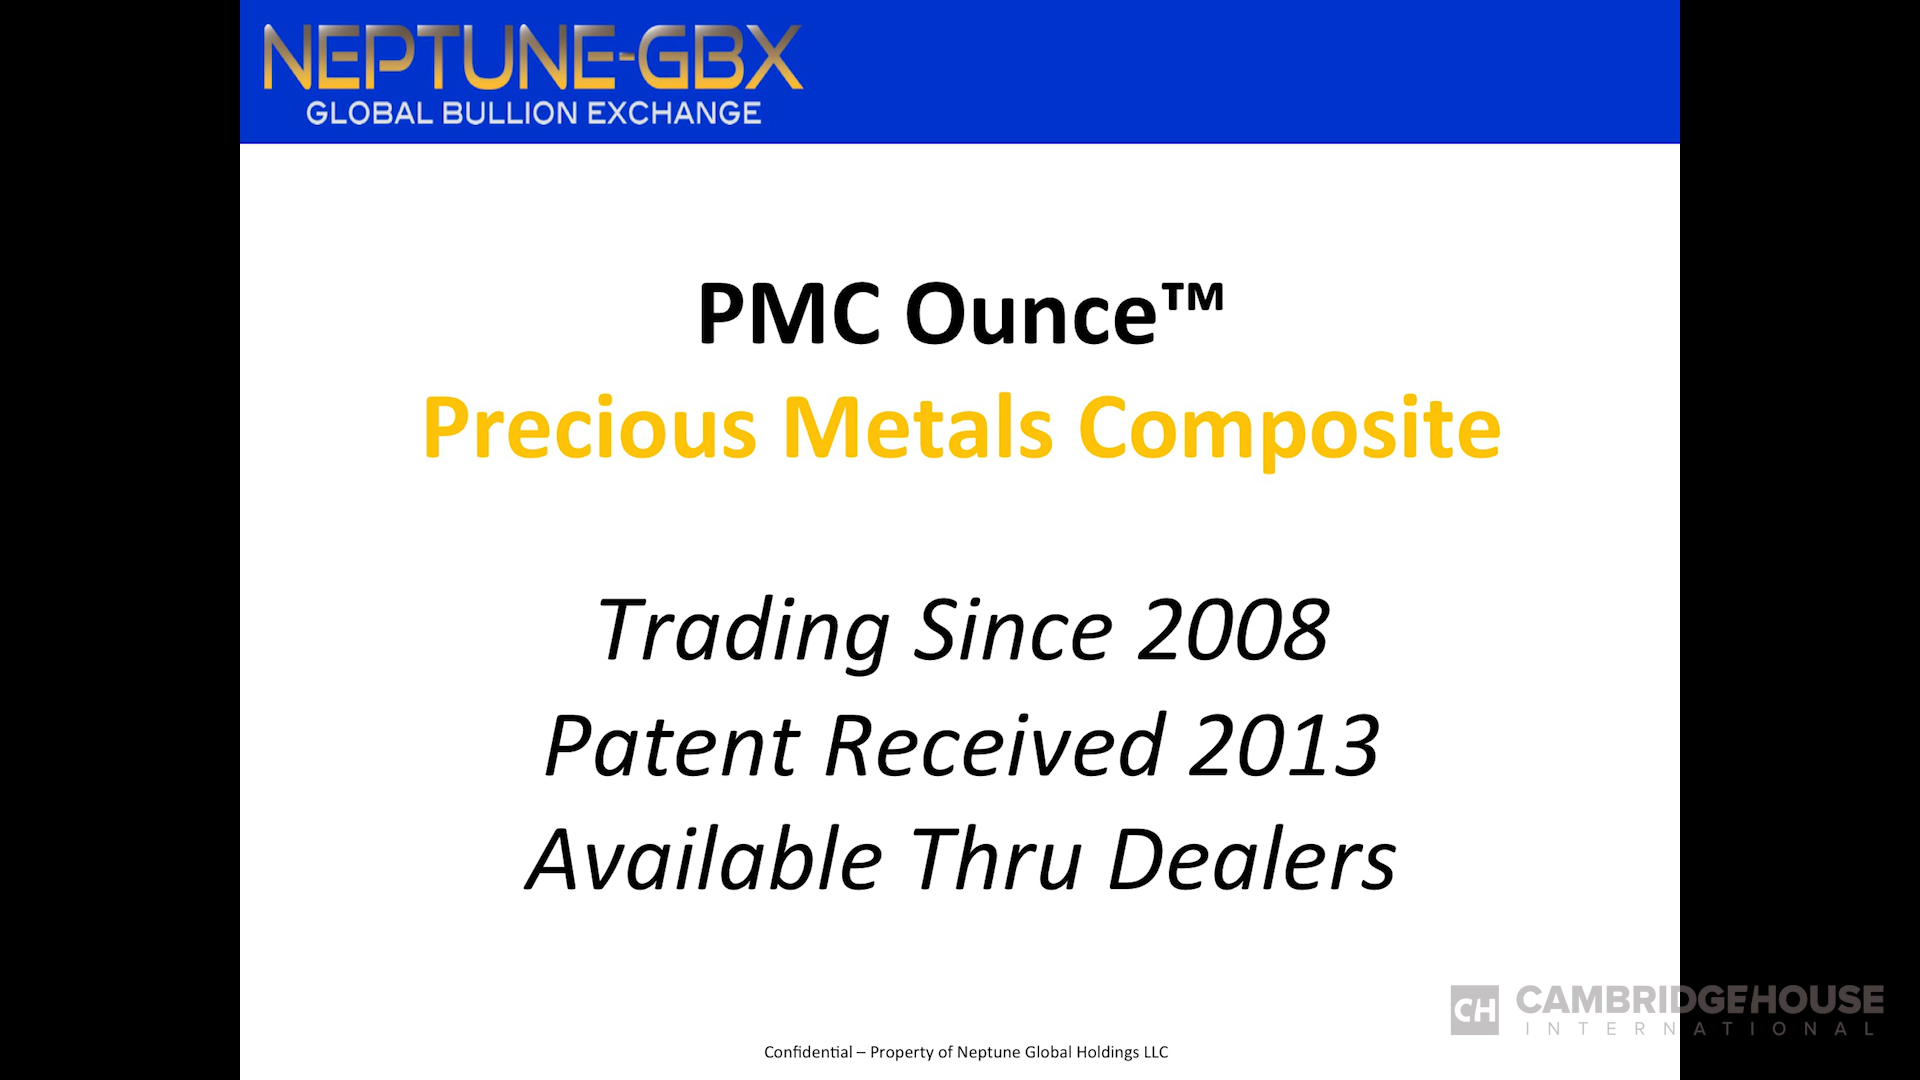 NEPTUNE-GBX
GLOBAL BULLION EXCHANGE
PMC Ounce™
Precious Metals Composite
Trading Since 2008
Patent Received 2013
Available Thru Dealers
CH CAMBRIDGEHOUSE
INTERNATIONAL
Confidential – Property of Neptune Global Holdings LLC